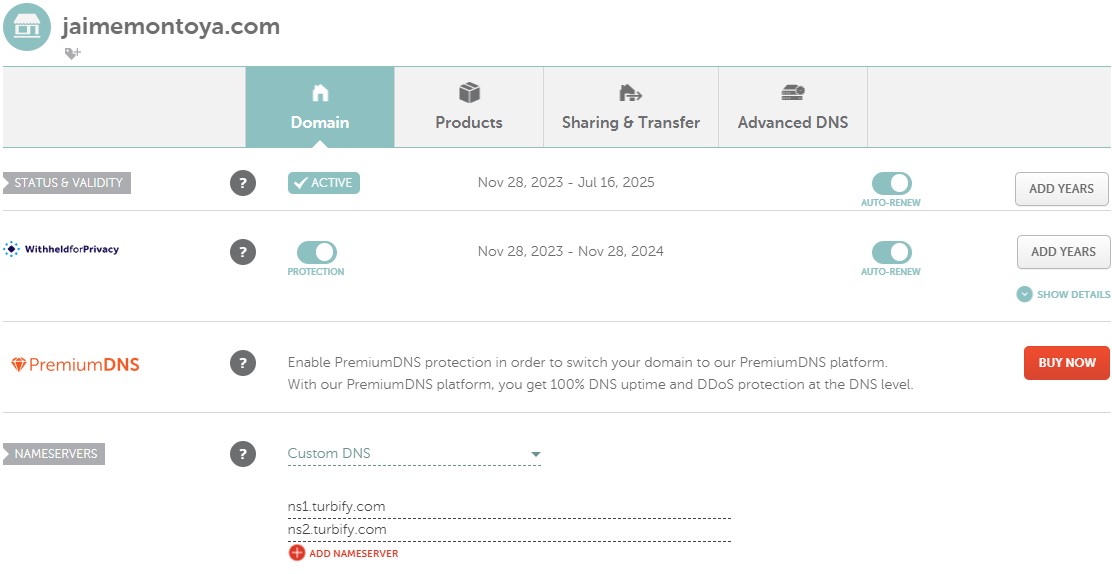 jaimemontoya.com
Domain
Products
Sharing & Transfer
Advanced DNS
STATUS & VALIDITY
?
ACTIVE
Nov 28, 2023 - Jul 16, 2025
AUTO-RENEW
ADD YEARS
WithheldforPrivacy
?
PROTECTION
Nov 28, 2023 - Nov 28, 2024
AUTO-RENEW
ADD YEARS
SHOW DETAILS
PremiumDNS
?
Enable PremiumDNS protection in order to switch your domain to our PremiumDNS platform.
With our PremiumDNS platform, you get 100% DNS uptime and DDoS protection at the DNS level.
BUY NOW
NAMESERVERS
?
Custom DNS
ns1.turbify.com
ns2.turbify.com
ADD NAMESERVER